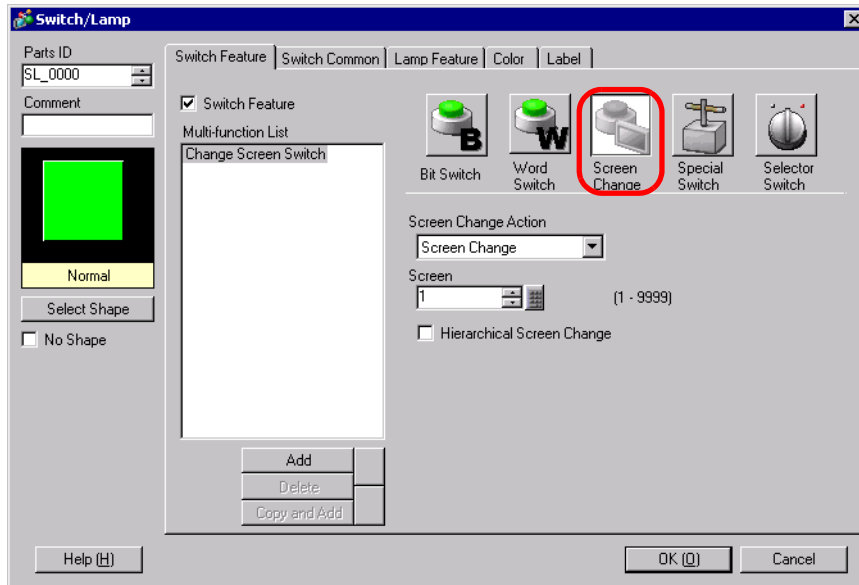 Switch/Lamp
Parts ID
SL_0000
Comment
Normal
Select Shape
No Shape
Switch Feature Switch Common Lamp Feature Color Label
Switch Feature
Multi-function List
Change Screen Switch
Add
Delete
Copy and Add
B
W
Bit Switch
Word Switch
Screen Change
Special Switch
Selector Switch
Screen Change Action
Screen Change
Screen
1 (1 - 9999)
Hierarchical Screen Change
Help (H)
OK (O)
Cancel